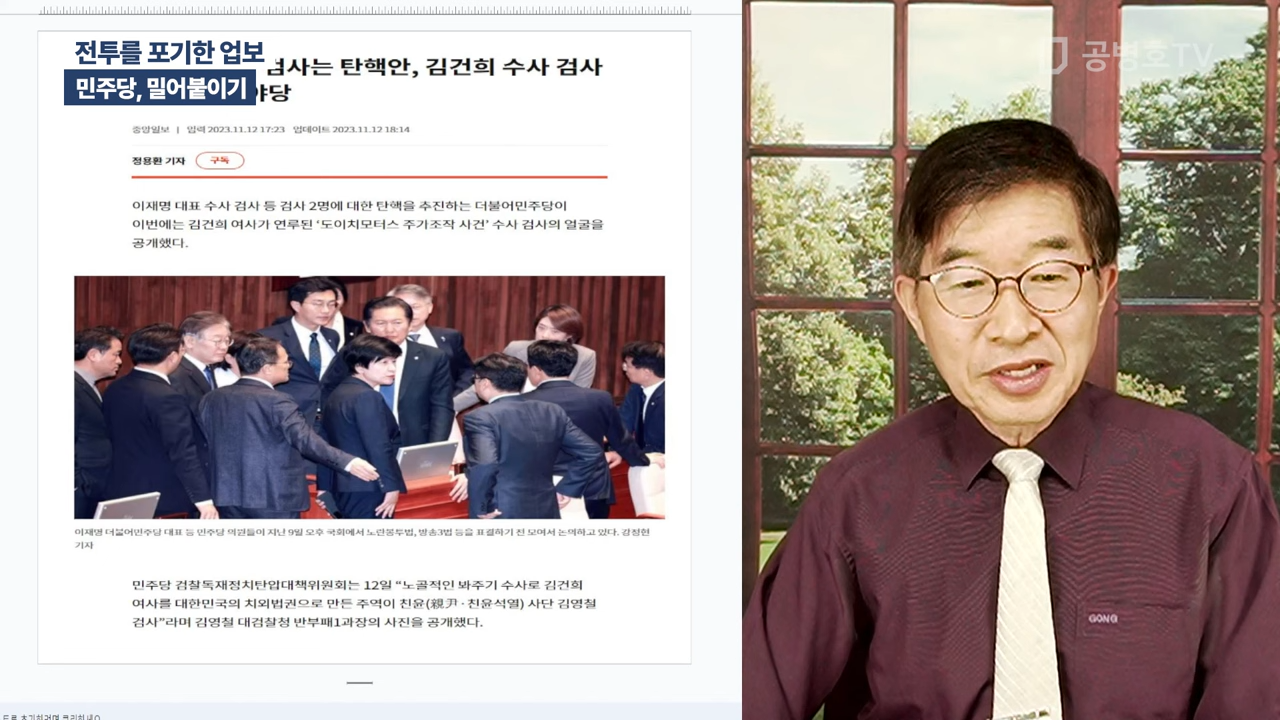 전투를 포기한 업보
민주당, 밀어붙이기
검사는 탄핵안, 김건희 수사 검사
야당
중앙일보 | 입력 2023.11.12 17:23 업데이트 2023.11.12 18:14
정용환 기자 구독
이재명 대표 수사 검사 등 검사 2명에 대한 탄핵을 추진하는 더불어민주당이
이번에는 김건희 여사가 연루된 ‘도이치모터스 주가조작 사건’ 수사 검사의 얼굴을
공개했다.
이재명 더불어민주당 대표 등 민주당 의원들이 지난 9일 오후 국회에서 노란봉투법, 방송3법 등을 표결하기 전 모여서 논의하고 있다. 강정현
기자
민주당 검찰독재정치탄압대책위원회는 12일 “노골적인 봐주기 수사로 김건희
여사를 대한민국의 치외법권으로 만든 주역이 친윤(親尹·친윤석열) 사단 김영철
검사”라며 김영철 대검찰청 반부패1과장의 사진을 공개했다.
공병호TV
GONG